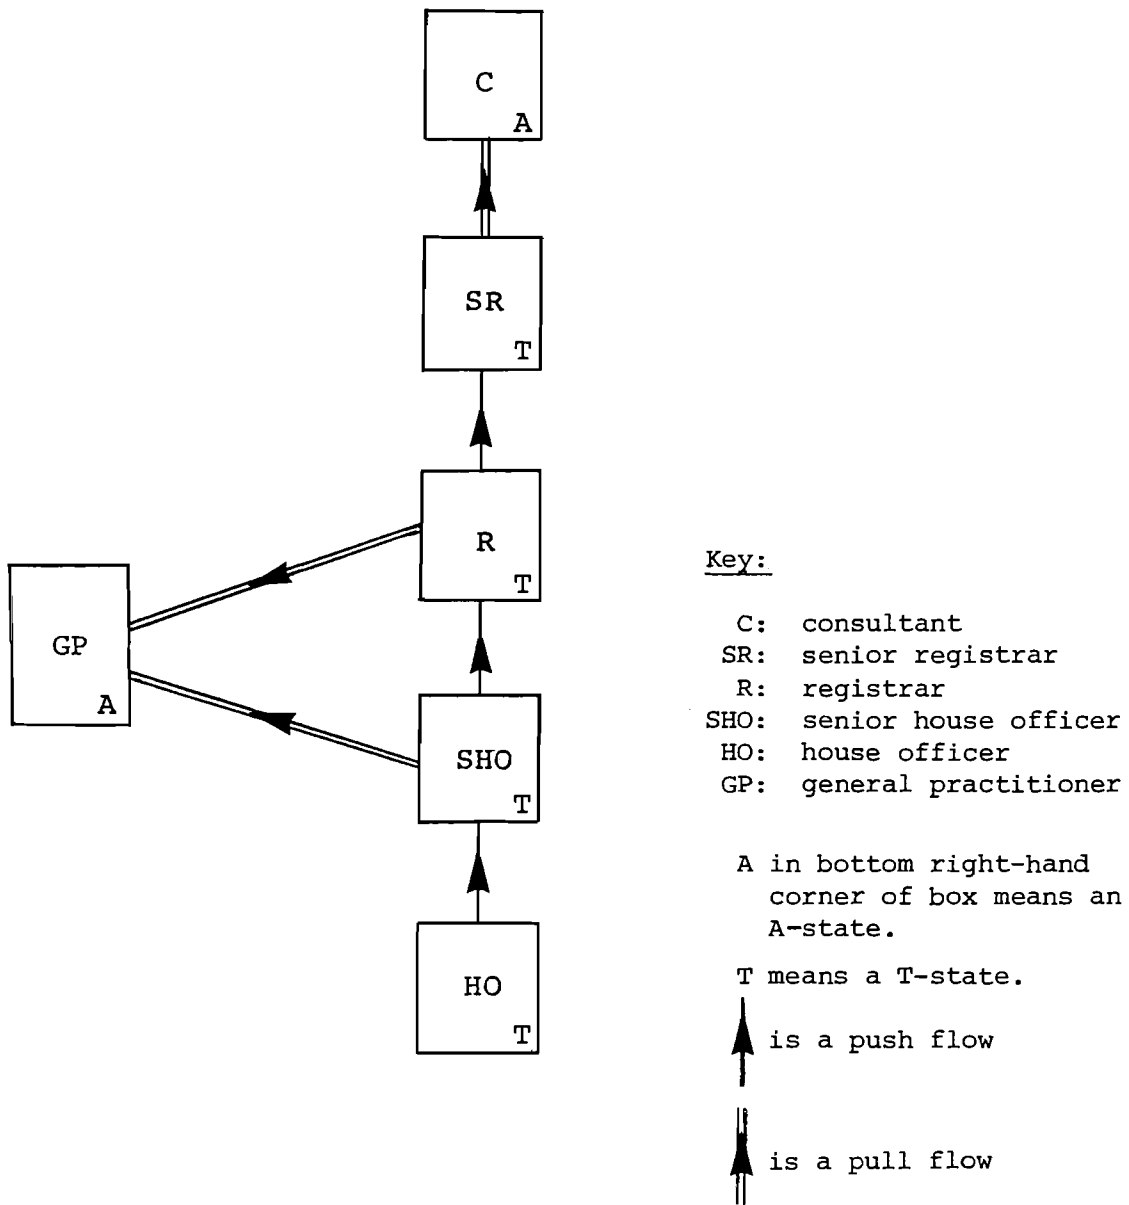 C
A
SR
T
R
T
GP
A
SHO
T
HO
T
Key:
C: consultant
SR: senior registrar
R: registrar
SHO: senior house officer
HO: house officer
GP: general practitioner
A in bottom right-hand
corner of box means an
A-state.
T means a T-state.
is a push flow
is a pull flow